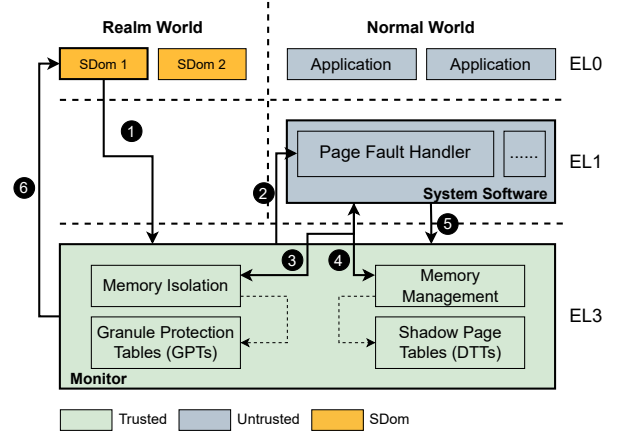 Realm World
Normal World
SDom 1
SDom 2
Application
Application
EL0
1
Page Fault Handler
......
EL1
6
2
System Software
5
3
4
Memory Isolation
Memory
Management
EL3
Granule Protection
Tables (GPTs)
Shadow Page
Tables (DTTs)
Monitor
Trusted
Untrusted
SDom